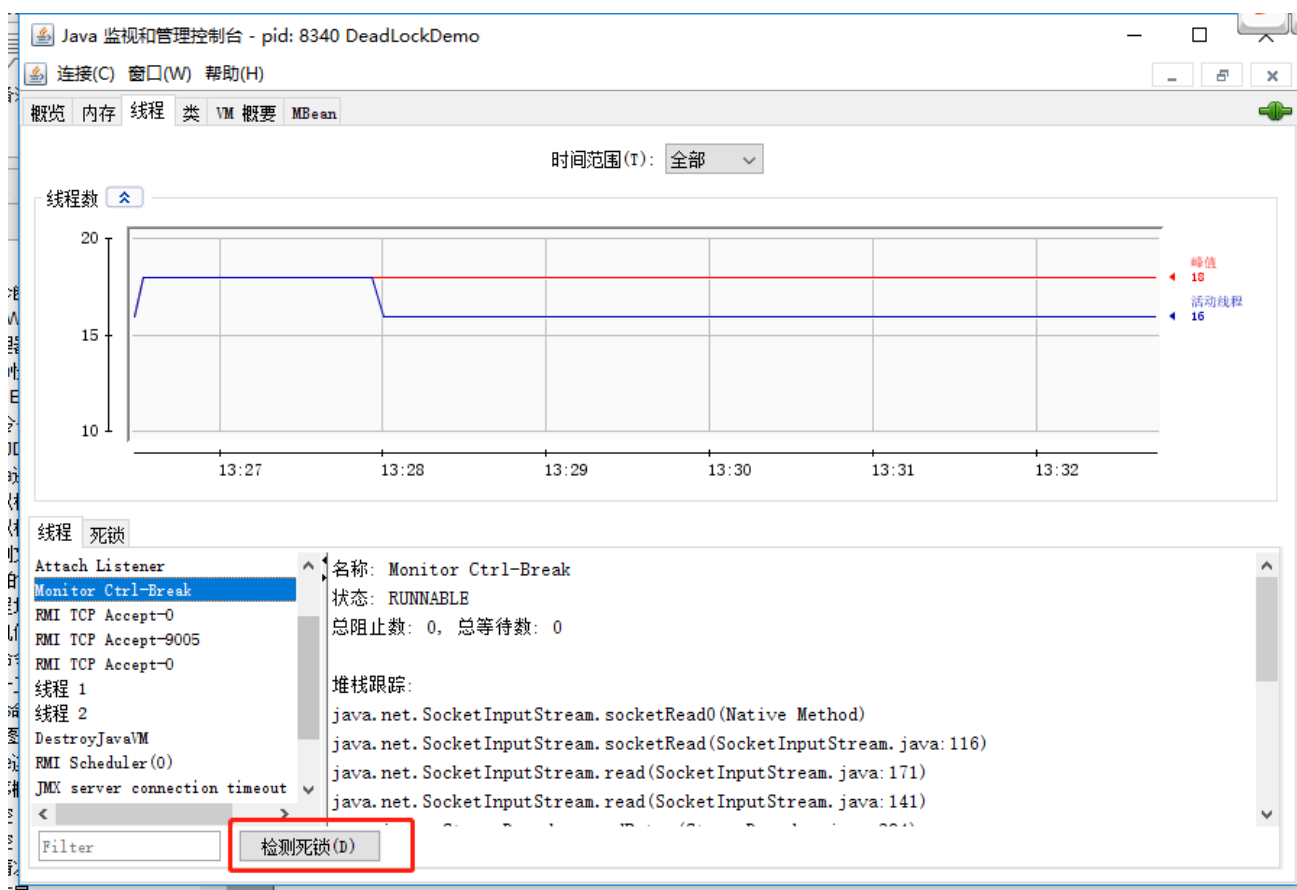 Java 监视和管理控制台 - pid: 8340 DeadLockDemo
连接(C) 窗口(W) 帮助(H)
概览 内存 线程 类 VM 概要 MBean
时间范围(T): 全部
线程数
20
峰值
18
活动线程
16
15
10
13:27 13:28 13:29 13:30 13:31 13:32
线程 死锁
Attach Listener
Monitor Ctrl-Break
RMI TCP Accept-0
RMI TCP Accept-9005
RMI TCP Accept-0
线程 1
线程 2
DestroyJavaVM
RMI Scheduler(0)
JMX server connection timeout
名称: Monitor Ctrl-Break
状态: RUNNABLE
总阻止数: 0, 总等待数: 0
堆栈跟踪:
java.net.SocketInputStream.socketRead0(Native Method)
java.net.SocketInputStream.socketRead(SocketInputStream.java:116)
java.net.SocketInputStream.read(SocketInputStream.java:171)
java.net.SocketInputStream.read(SocketInputStream.java:141)
Filter
检测死锁(D)